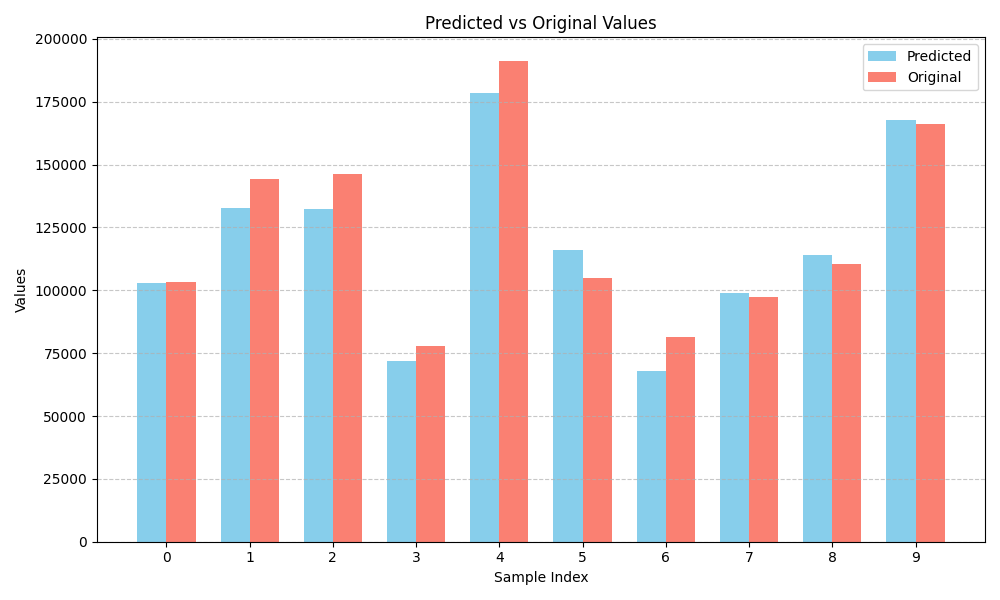 Predicted vs Original Values
Predicted
Original
Values
200000
175000
150000
125000
100000
75000
50000
25000
0
0 1 2 3 4 5 6 7 8 9
Sample Index